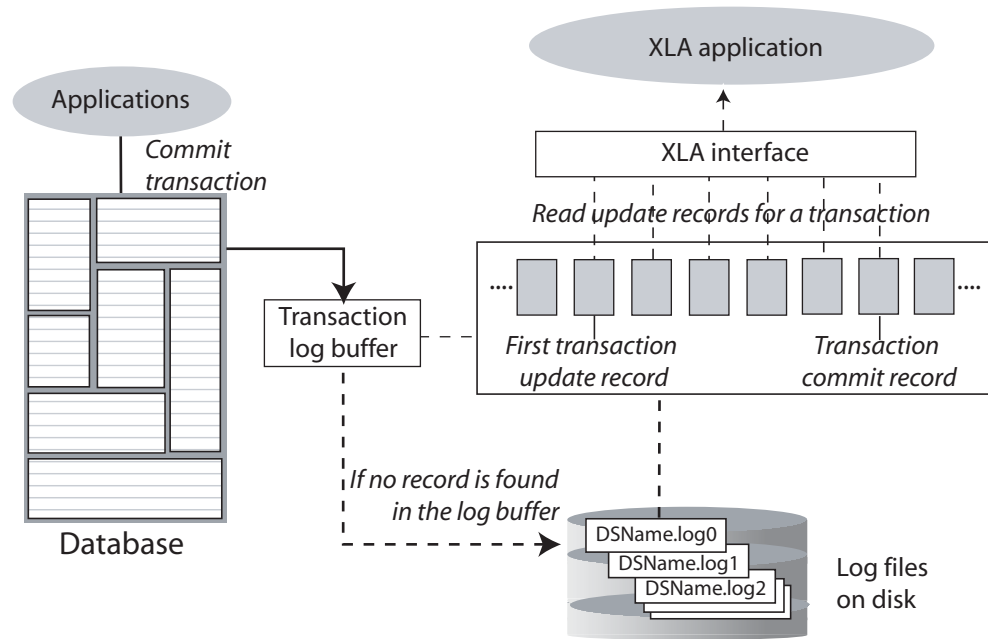 XLA application
Applications
Commit
transaction
XLA interface
Read update records for a transaction
....
....
Transaction
log buffer
First transaction
update record
Transaction
commit record
If no record is found
in the log buffer
Database
DSName.log0
DSName.log1
DSName.log2
Log files
on disk